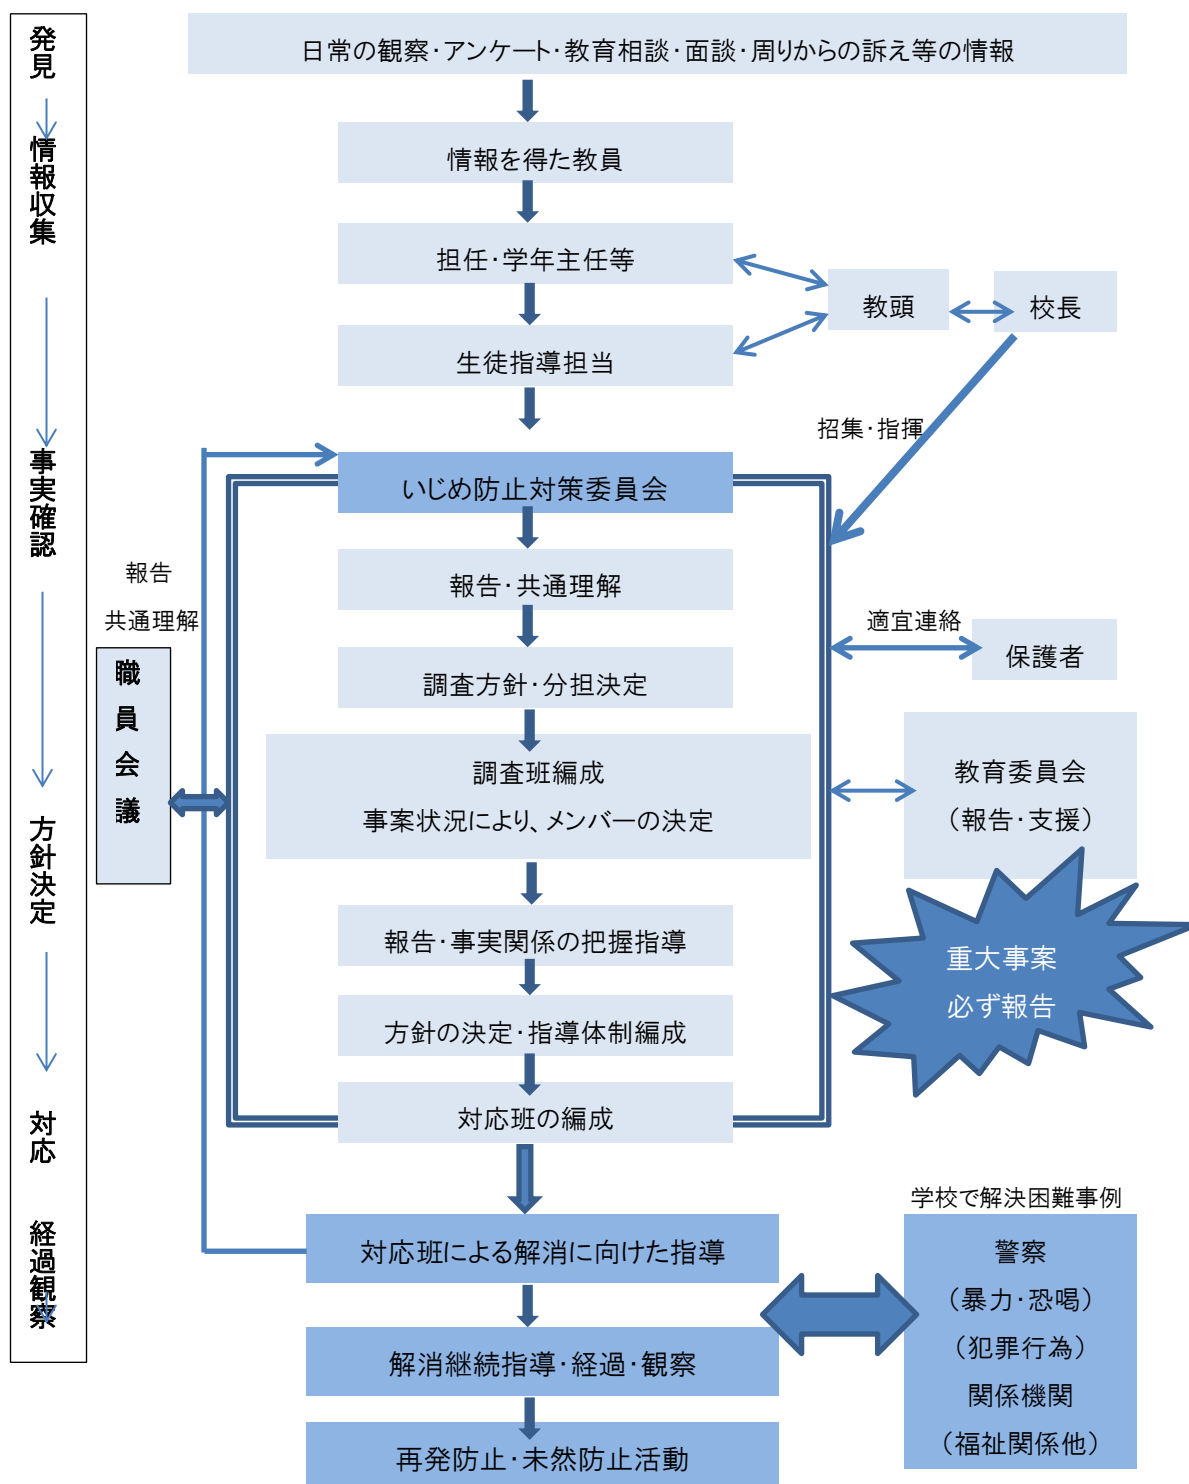 発見
情報収集
事実確認
方針決定
対応
経過観察
日常の観察・アンケート・教育相談・面談・周りからの訴え等の情報
情報を得た教員
担任・学年主任等
教頭
校長
生徒指導担当
招集・指揮
いじめ防止対策委員会
報告
共通理解
職員会議
報告・共通理解
適宜連絡
保護者
調査方針・分担決定
調査班編成
事案状況により、メンバーの決定
教育委員会
（報告・支援）
重大事案
必ず報告
報告・事実関係の把握指導
方針の決定・指導体制編成
対応班の編成
学校で解決困難事例
警察
（暴力・恐喝）
（犯罪行為）
関係機関
（福祉関係他）
対応班による解消に向けた指導
解消継続指導・経過・観察
再発防止・未然防止活動